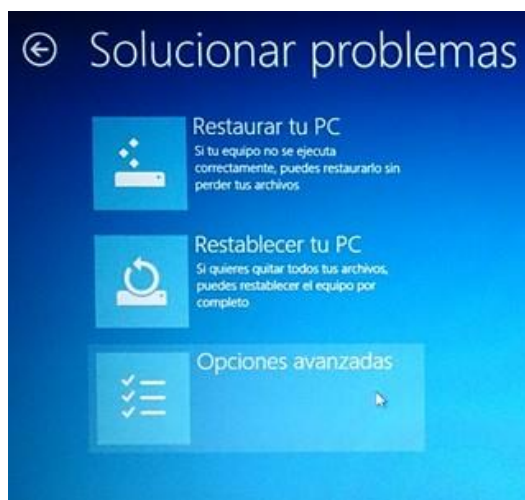 Solucionar problemas
Restaurar tu PC
Si tu equipo no se ejecuta
correctamente, puedes restaurarlo sin
perder tus archivos
Restablecer tu PC
Si quieres quitar todos tus archivos,
puedes restablecer el equipo por
completo
Opciones avanzadas